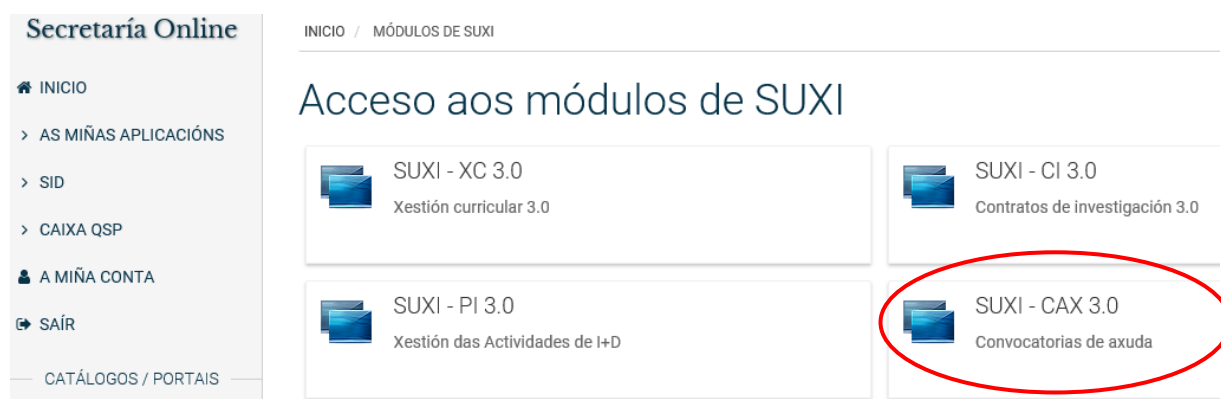 Secretaría Online
INICIO
> AS MIÑAS APLICACIÓNS
> SID
> CAIXA QSP
A MIÑA CONTA
SAÍR
CATÁLOGOS / PORTAIS
INICIO / MÓDULOS DE SUXI
Acceso aos módulos de SUXI
SUXI - XC 3.0
Xestión curricular 3.0
SUXI - CI 3.0
Contratos de investigación 3.0
SUXI - PI 3.0
Xestión das Actividades de I+D
SUXI - CAX 3.0
Convocatorias de axuda